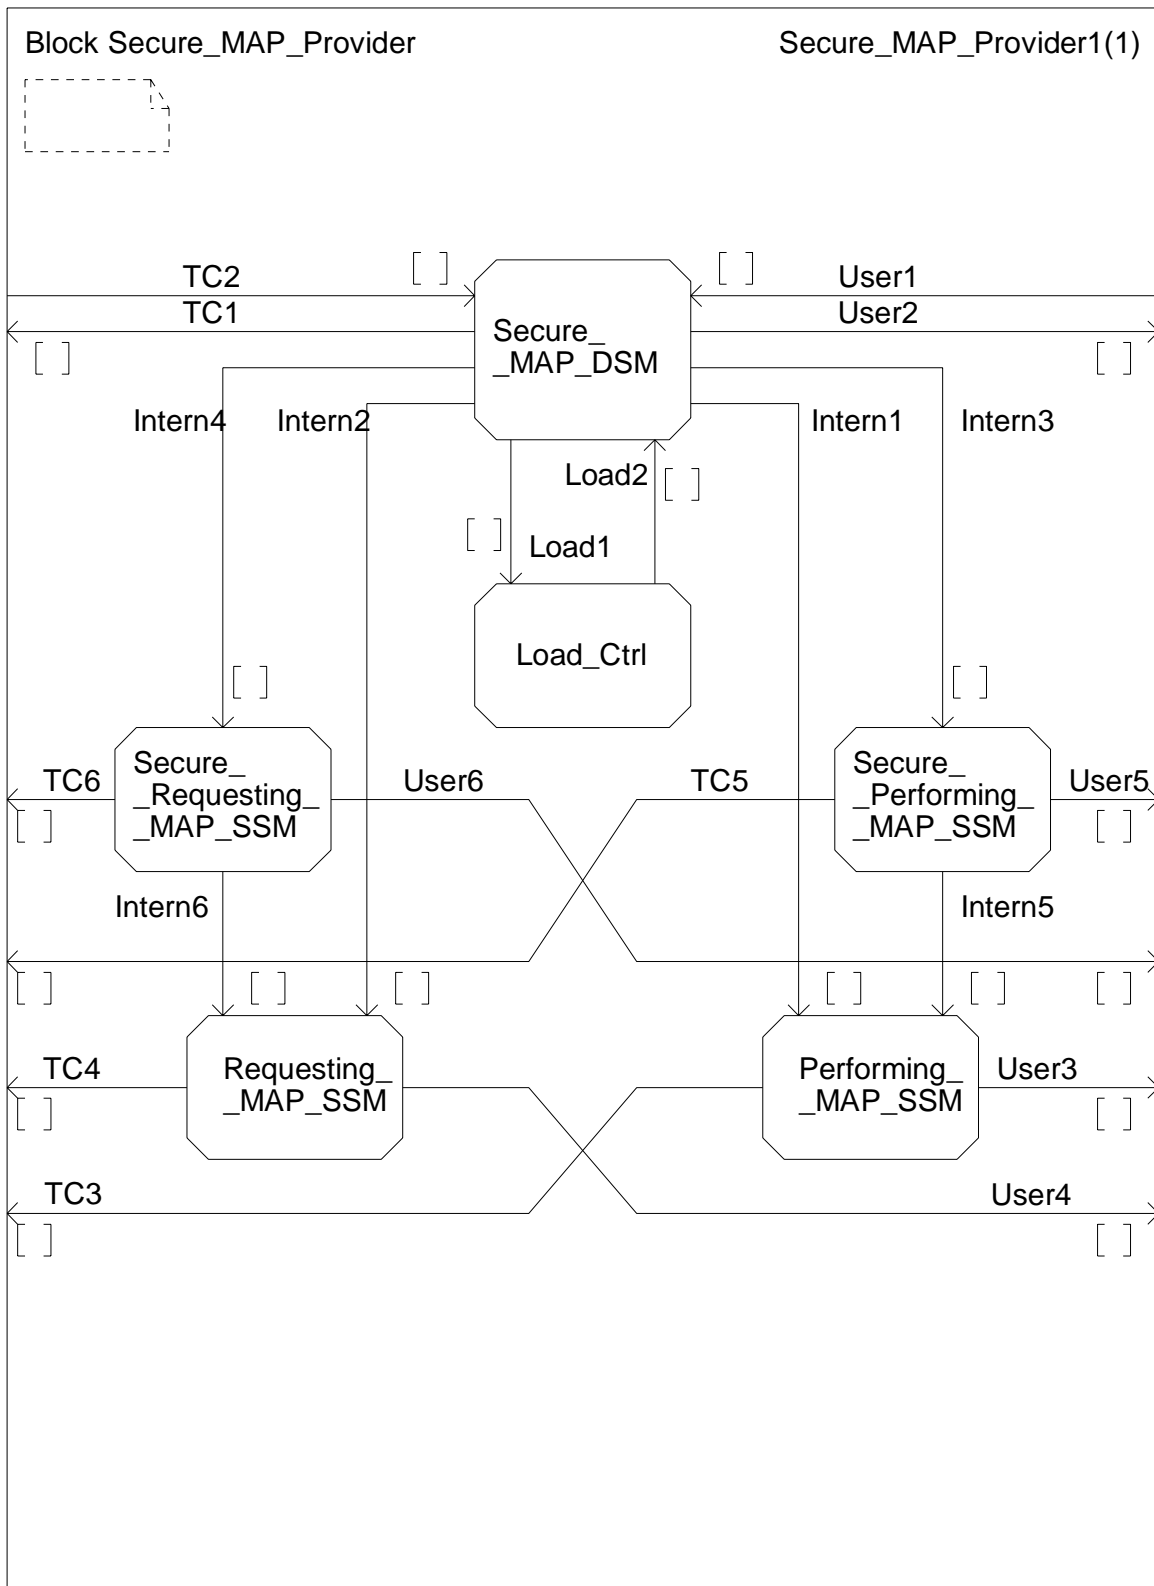 Block Secure_MAP_Provider
Secure_MAP_Provider1(1)
[ ]
[ ]
TC2
User1
TC1
User2
Secure_
_MAP_DSM
[ ]
[ ]
Intern4
Intern2
Intern1
Intern3
Load2
[ ]
[ ]
Load1
Load_Ctrl
[ ]
[ ]
Secure_
_Requesting_
_MAP_SSM
Secure_
_Performing_
_MAP_SSM
TC6
User6
TC5
User5
[ ]
[ ]
Intern6
Intern5
[ ]
[ ]
[ ]
[ ]
[ ]
[ ]
TC4
Requesting_
_MAP_SSM
Performing_
_MAP_SSM
User3
[ ]
[ ]
TC3
User4
[ ]
[ ]